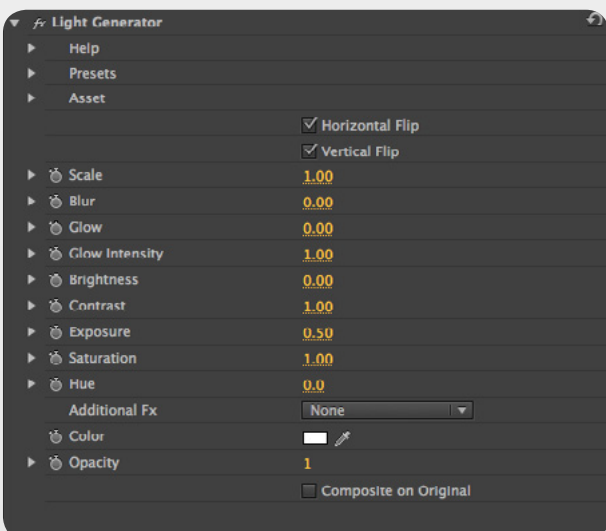 fx Light Generator
Help
Presets
Asset
Horizontal Flip
Vertical Flip
Scale 1.00
Blur 0.00
Glow 0.00
Glow Intensity 1.00
Brightness 0.00
Contrast 1.00
Exposure 0.50
Saturation 1.00
Hue 0.0
Additional Fx None
Color
Opacity 1
Composite on Original